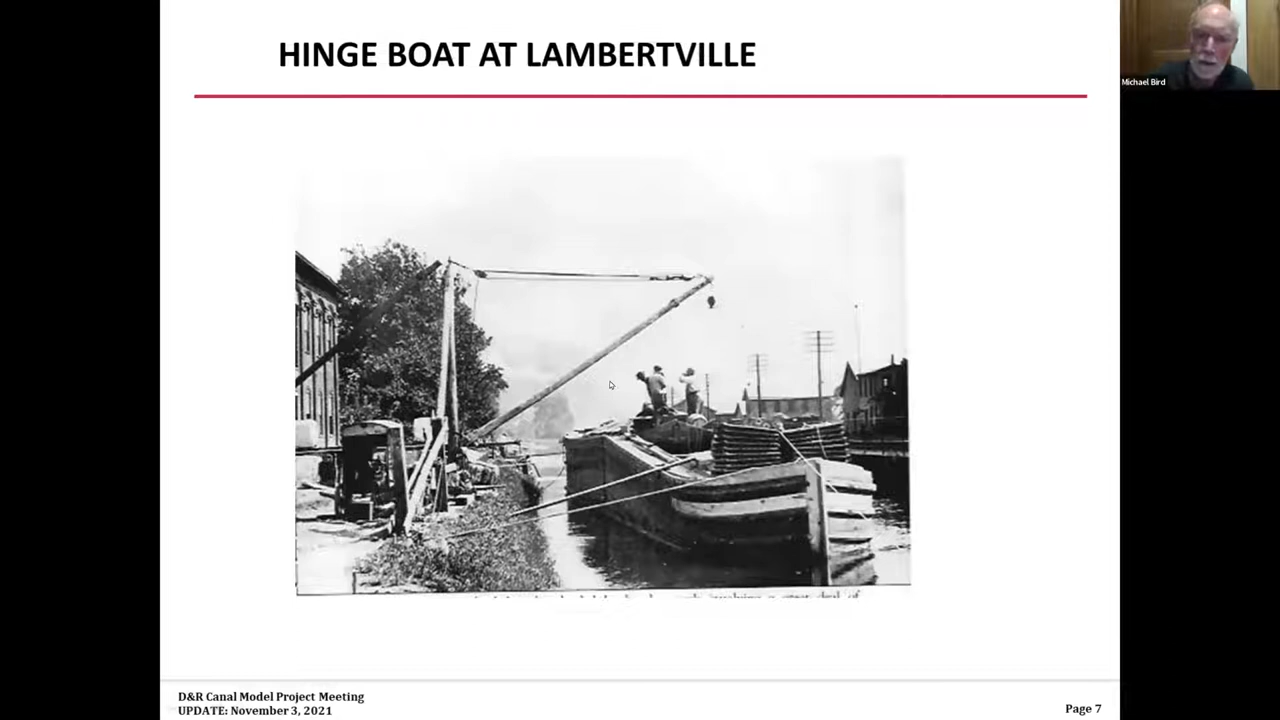 HINGE BOAT AT LAMBERTVILLE
Michael Bird
D&R Canal Model Project Meeting
UPDATE: November 3, 2021
Page 7